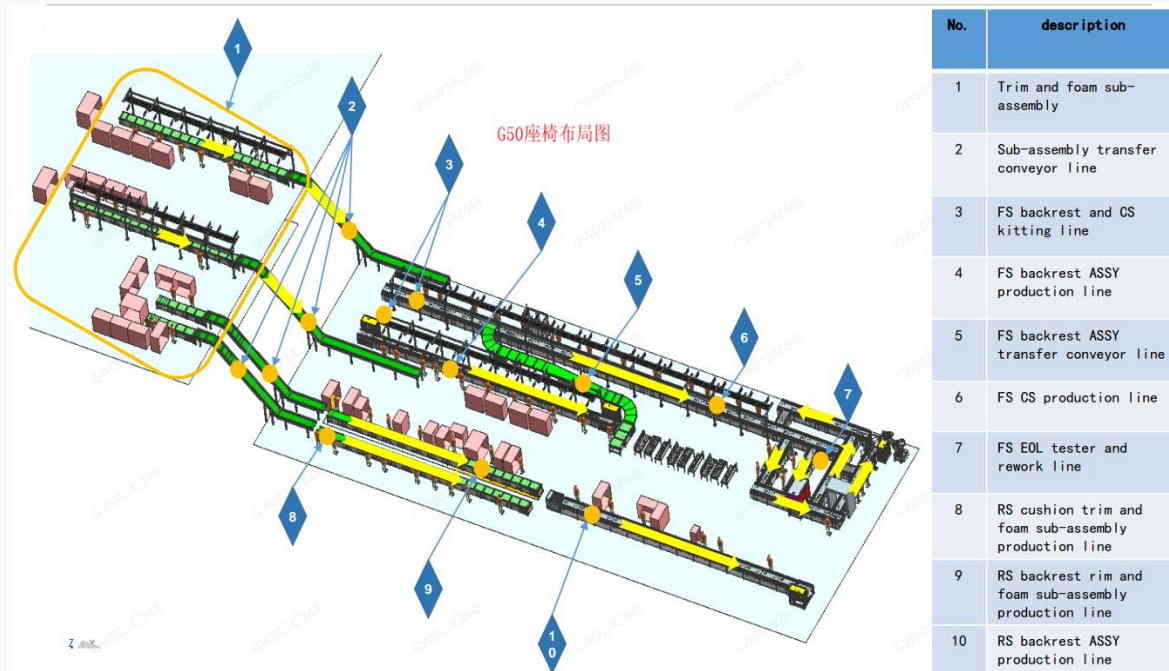 G50座椅布局图
1
2
3
4
5
6
7
8
9
10
No. description
1 Trim and foam sub-
assembly
2 Sub-assembly transfer
conveyor line
3 FS backrest and CS
kitting line
4 FS backrest ASSY
production line
5 FS backrest ASSY
transfer conveyor line
6 FS CS production line
7 FS EOL tester and
rework line
8 RS cushion trim and
foam sub-assembly
production line
9 RS backrest rim and
foam sub-assembly
production line
10 RS backrest ASSY
production line
GW00342848
Z